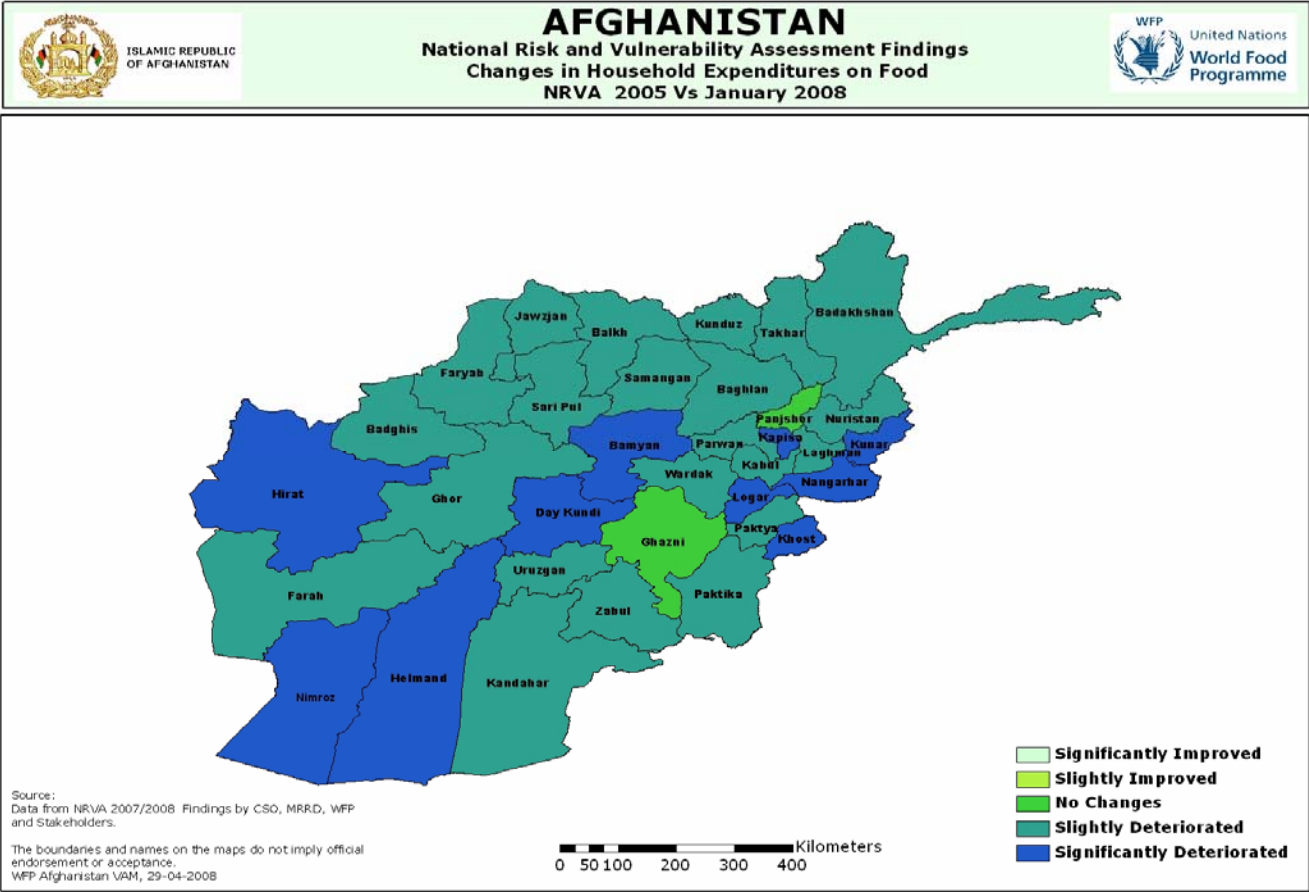 AFGHANISTAN
National Risk and Vulnerability Assessment Findings
Changes in Household Expenditures on Food
NRVA 2005 Vs January 2008
ISLAMIC REPUBLIC
OF AFGHANISTAN
WFP
United Nations
World Food
Programme
Badakhshan
Jawzjan
Balkh
Kunduz
Takhar
Faryab
Samangan
Baghlan
Sari Pul
Panjsher
Nuristan
Badghis
Bamyan
Parwan
Kapisa
Kunar
Laghman
Kabul
Wardak
Nangarhar
Hirat
Ghor
Logar
Day Kundi
Paktya
Khost
Ghazni
Uruzgan
Farah
Paktika
Zabul
Helmand
Kandahar
Nimroz
Significantly Improved
Slightly Improved
No Changes
Slightly Deteriorated
Significantly Deteriorated
Source:
Data from NRVA 2007/2008 Findings by CSO, MRRD, WFP
and Stakeholders.
The boundaries and names on the maps do not imply official
endorsement or acceptance.
WFP Afghanistan VAM, 29-04-2008
Kilometers
0 50 100 200 300 400